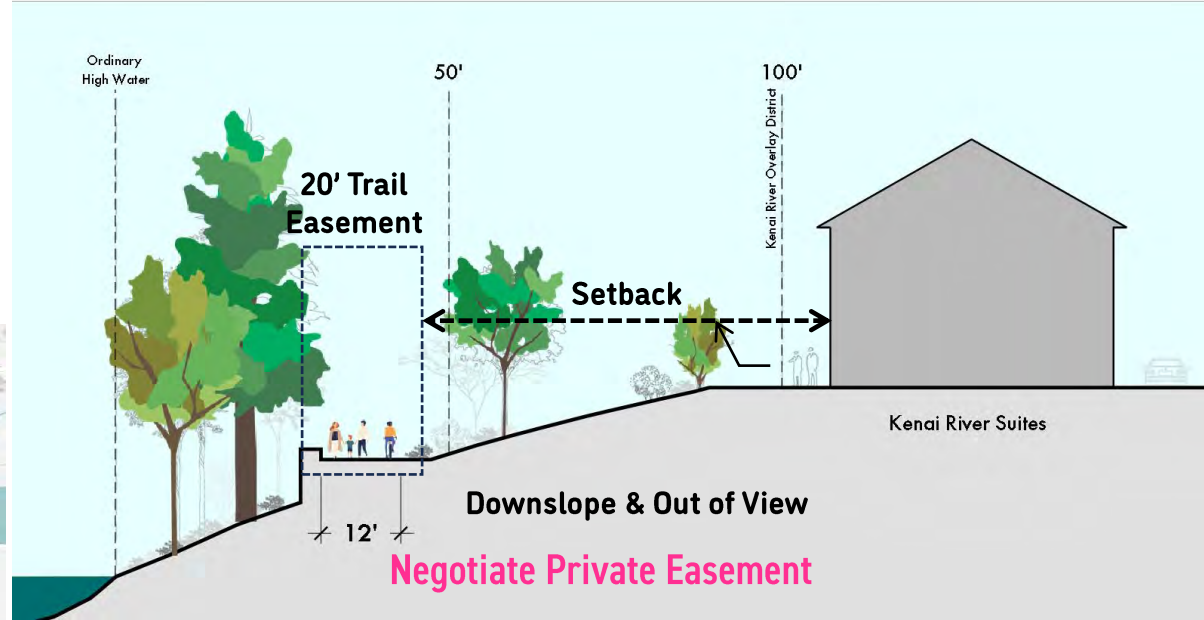 Ordinary
High Water
50'
100'
Kenai River Overlay District
20’ Trail
Easement
Setback
Kenai River Suites
Downslope & Out of View
12'
Negotiate Private Easement